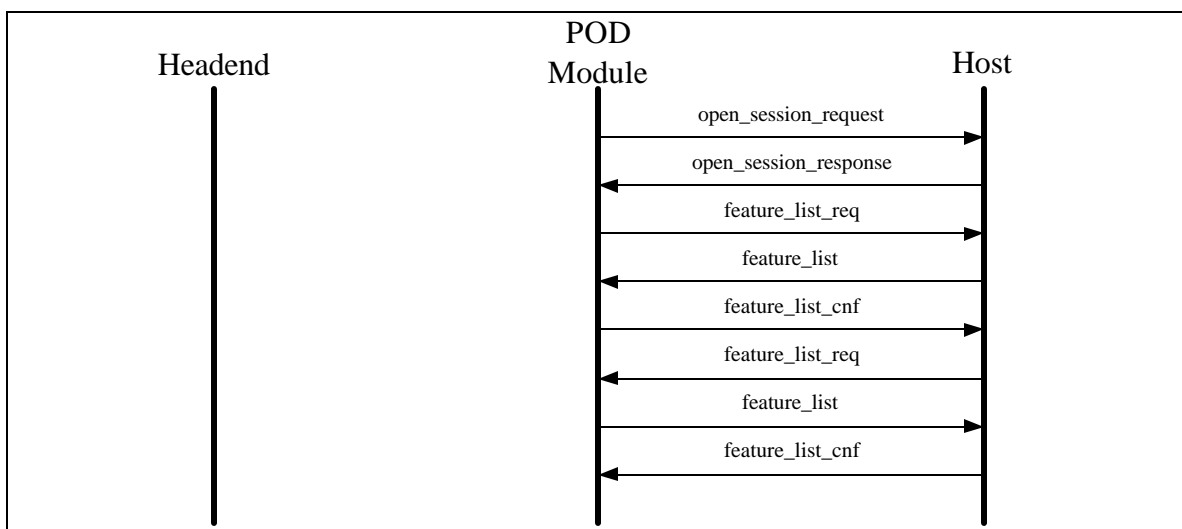 Headend
POD
Module
Host
open_session_request
open_session_response
feature_list_req
feature_list
feature_list_cnf
feature_list_req
feature_list
feature_list_cnf